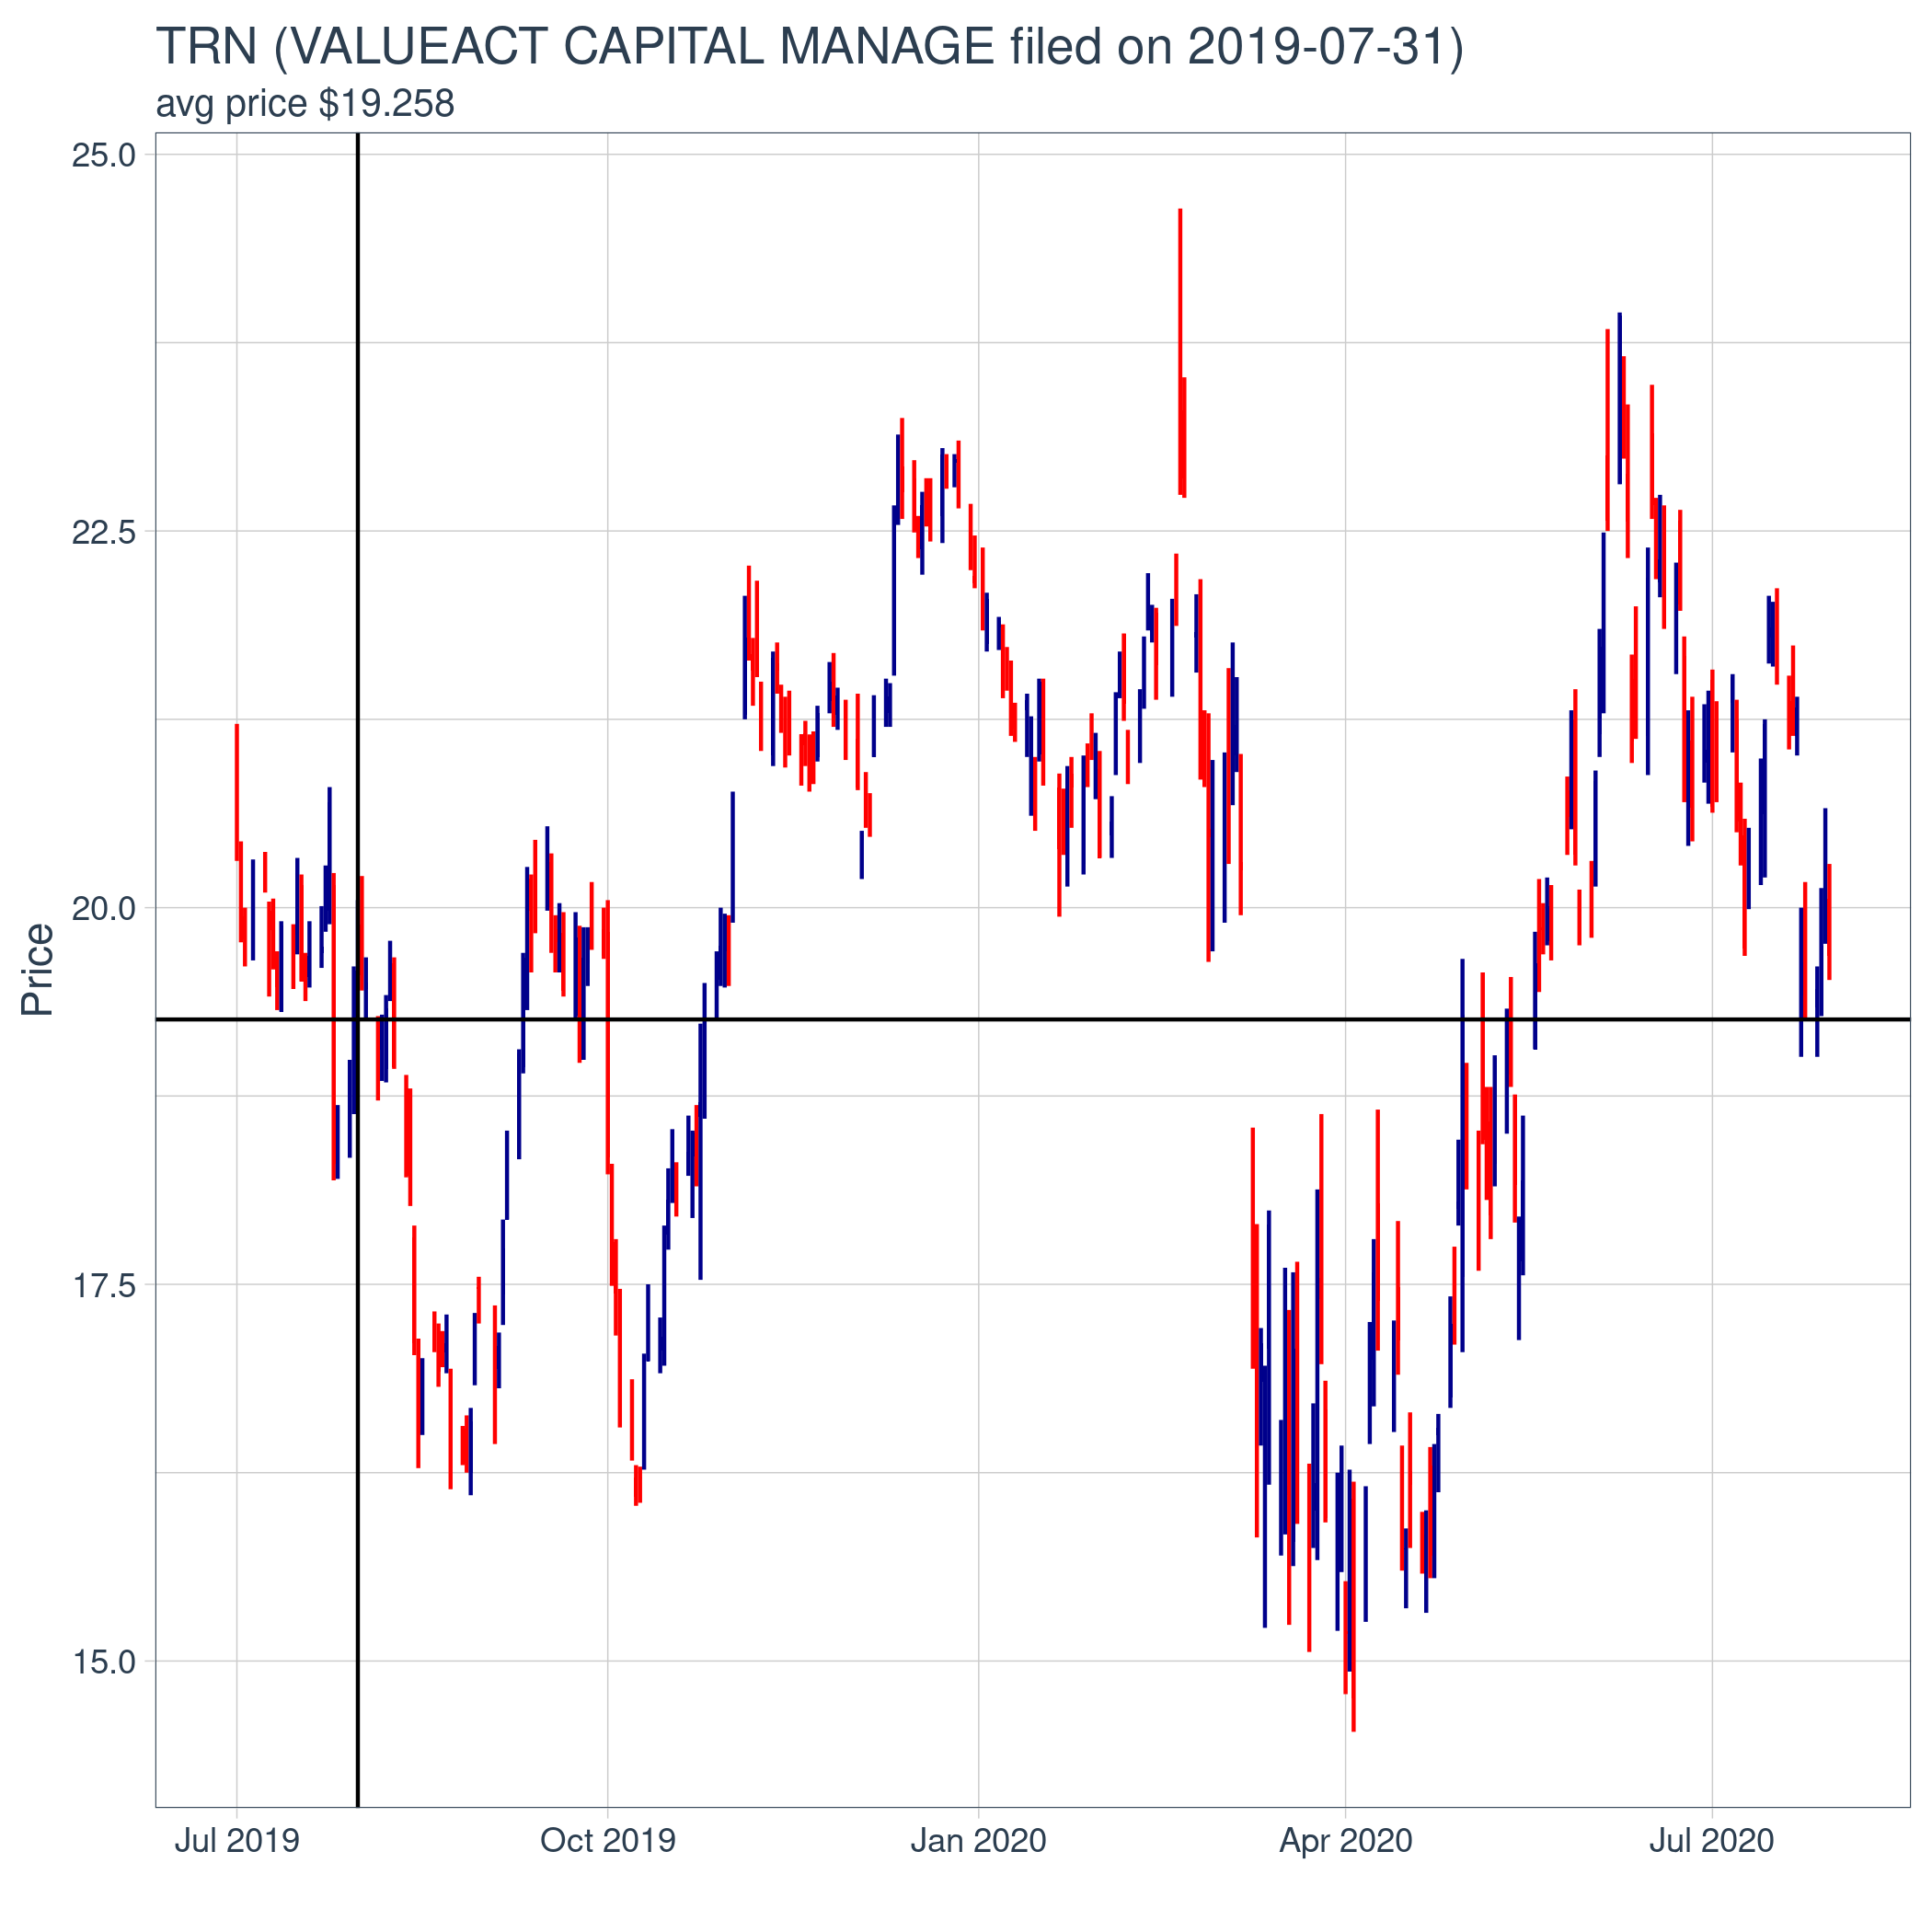 TRN (VALUEACT CAPITAL MANAGE filed on 2019-07-31)
avg price $19.258
25.0
22.5
20.0
17.5
15.0
Price
Jul 2019 Oct 2019 Jan 2020 Apr 2020 Jul 2020